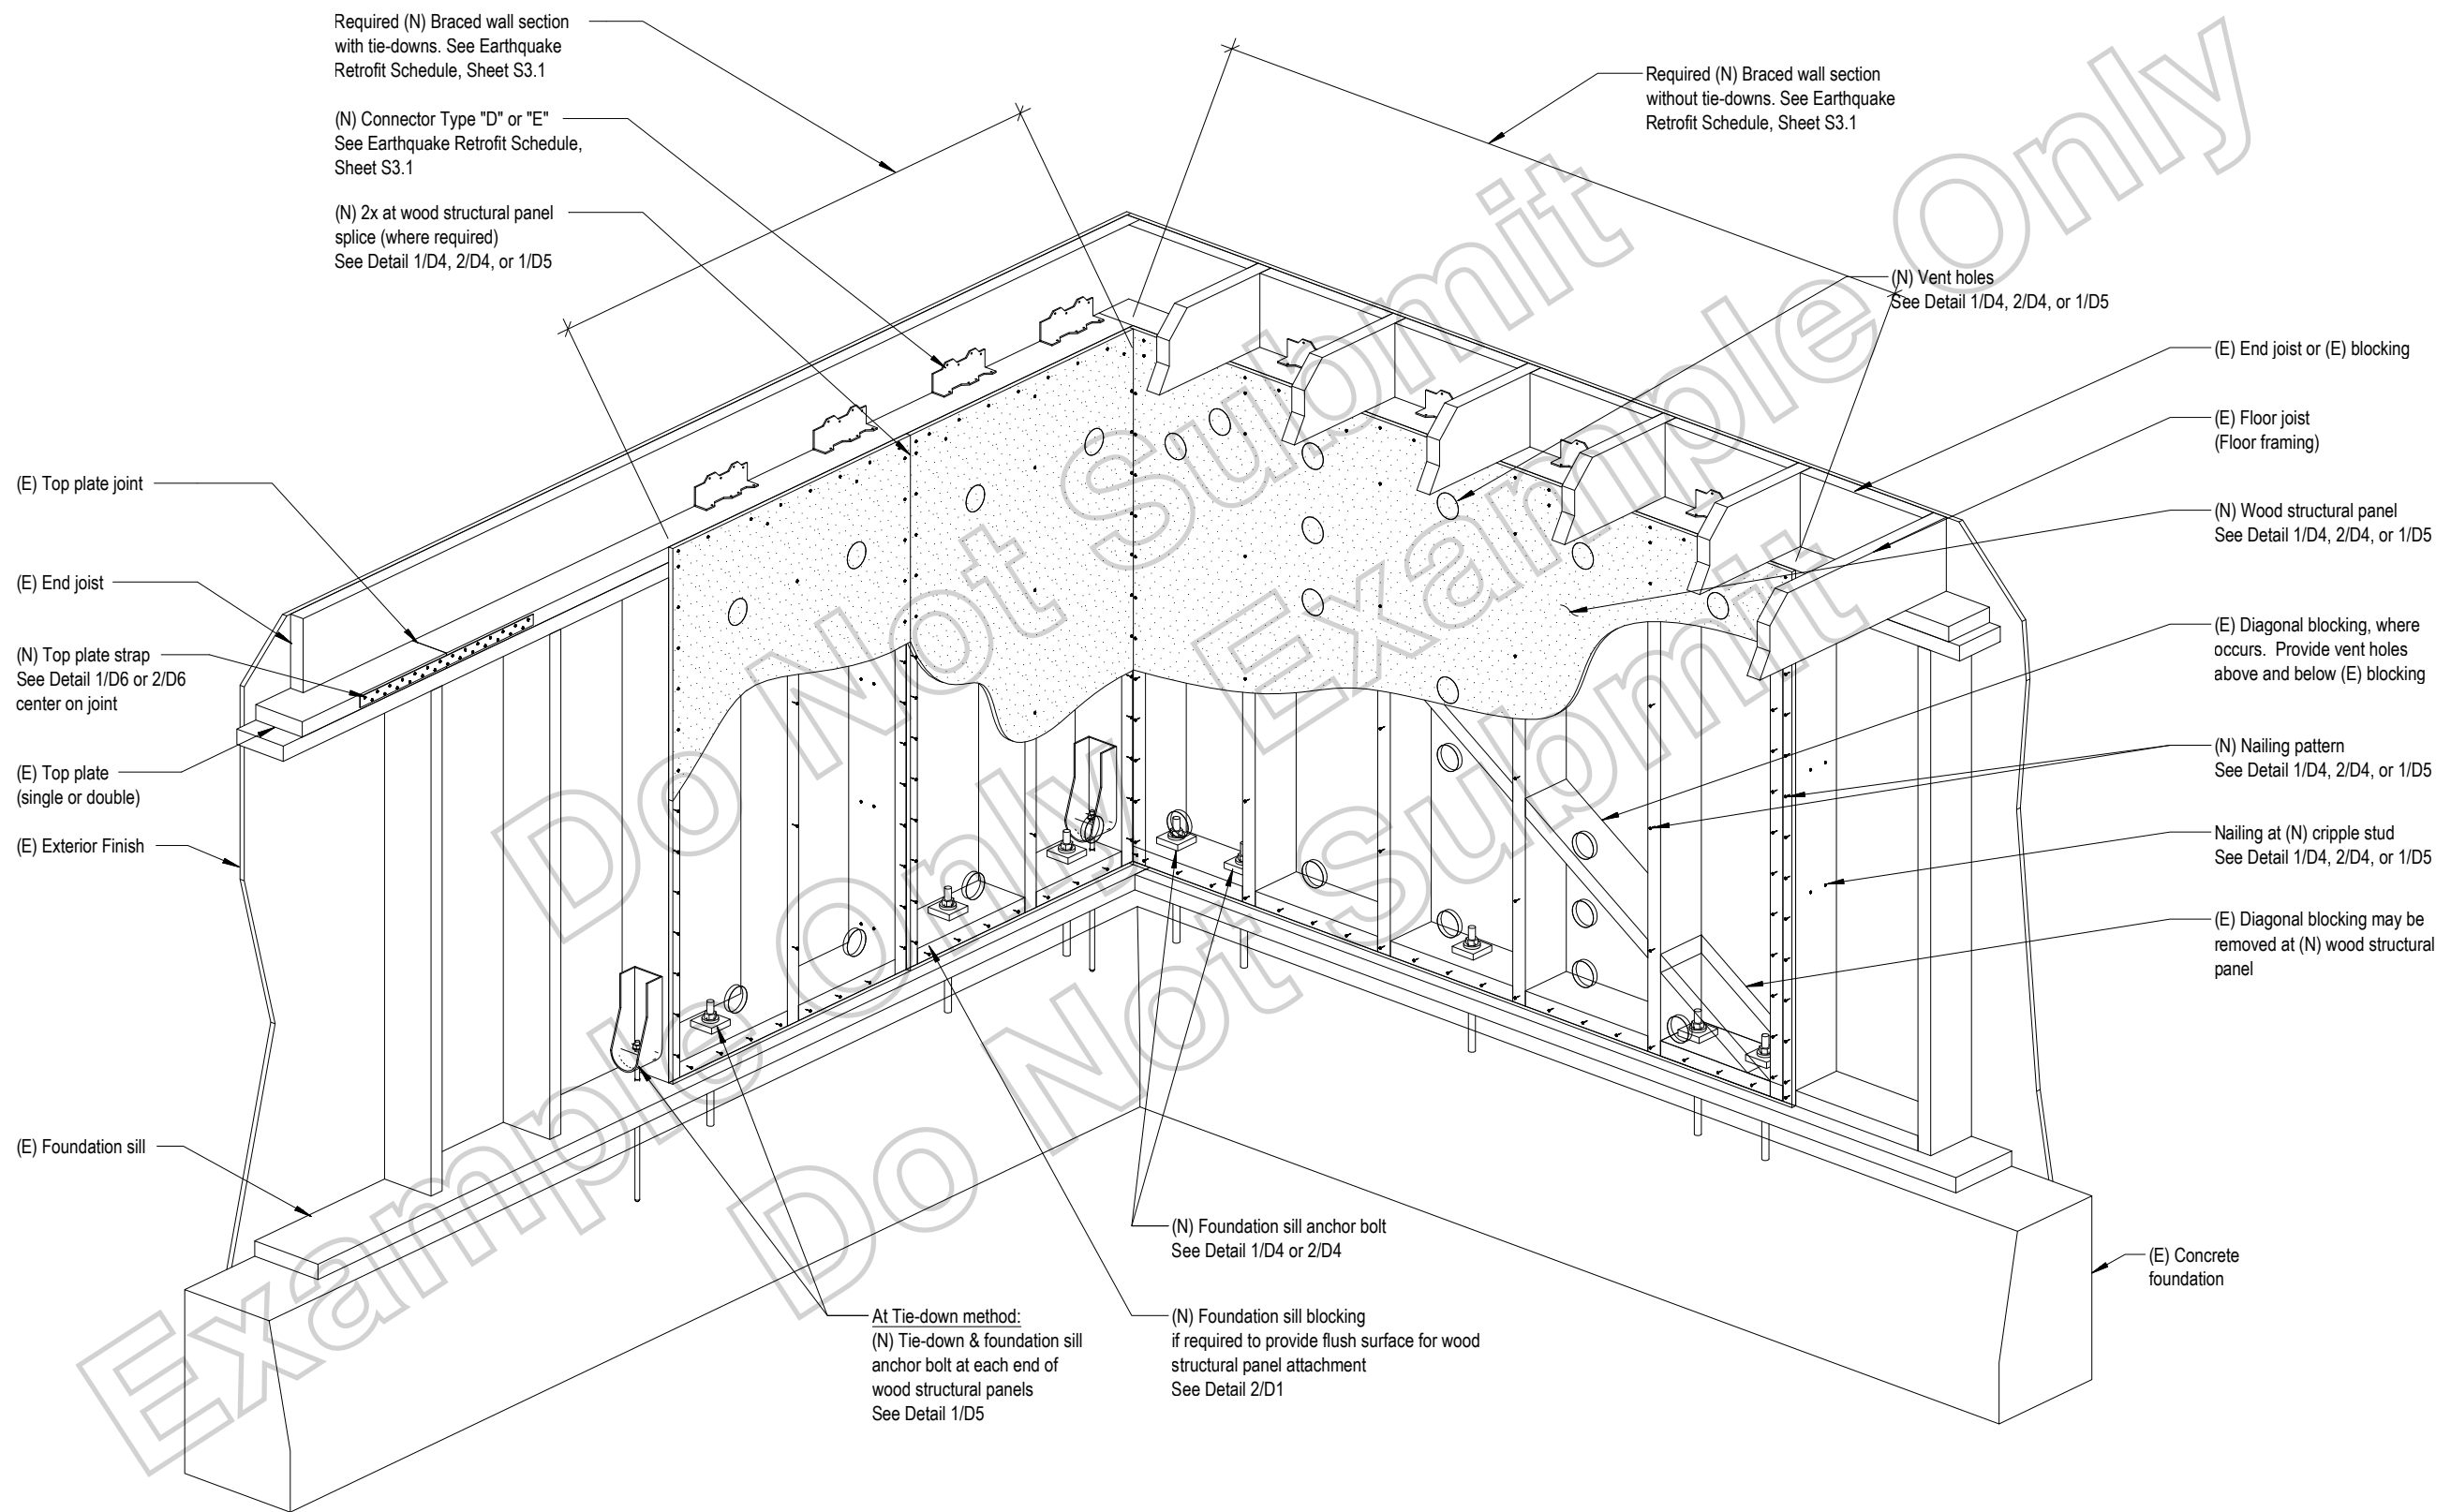 Required (N) Braced wall section
with tie-downs. See Earthquake
Retrofit Schedule, Sheet S3.1
(N) Connector Type "D" or "E"
See Earthquake Retrofit Schedule,
Sheet S3.1
(N) 2x at wood structural panel
splice (where required)
See Detail 1/D4, 2/D4, or 1/D5
Required (N) Braced wall section
without tie-downs. See Earthquake
Retrofit Schedule, Sheet S3.1
(N) Vent holes
See Detail 1/D4, 2/D4, or 1/D5
(E) End joist or (E) blocking
(E) Floor joist
(Floor framing)
(N) Wood structural panel
See Detail 1/D4, 2/D4, or 1/D5
(E) Diagonal blocking, where
occurs. Provide vent holes
above and below (E) blocking
(N) Nailing pattern
See Detail 1/D4, 2/D4, or 1/D5
Nailing at (N) cripple stud
See Detail 1/D4, 2/D4, or 1/D5
(E) Diagonal blocking may be
removed at (N) wood structural
panel
(E) Top plate joint
(E) End joist
(N) Top plate strap
See Detail 1/D6 or 2/D6
center on joint
(E) Top plate
(single or double)
(E) Exterior Finish
(E) Foundation sill
At Tie-down method:
(N) Tie-down & foundation sill
anchor bolt at each end of
wood structural panels
See Detail 1/D5
(N) Foundation sill anchor bolt
See Detail 1/D4 or 2/D4
(N) Foundation sill blocking
if required to provide flush surface for wood
structural panel attachment
See Detail 2/D1
(E) Concrete
foundation
Do Not Submit
Example Only
Example Only
Do Not Submit